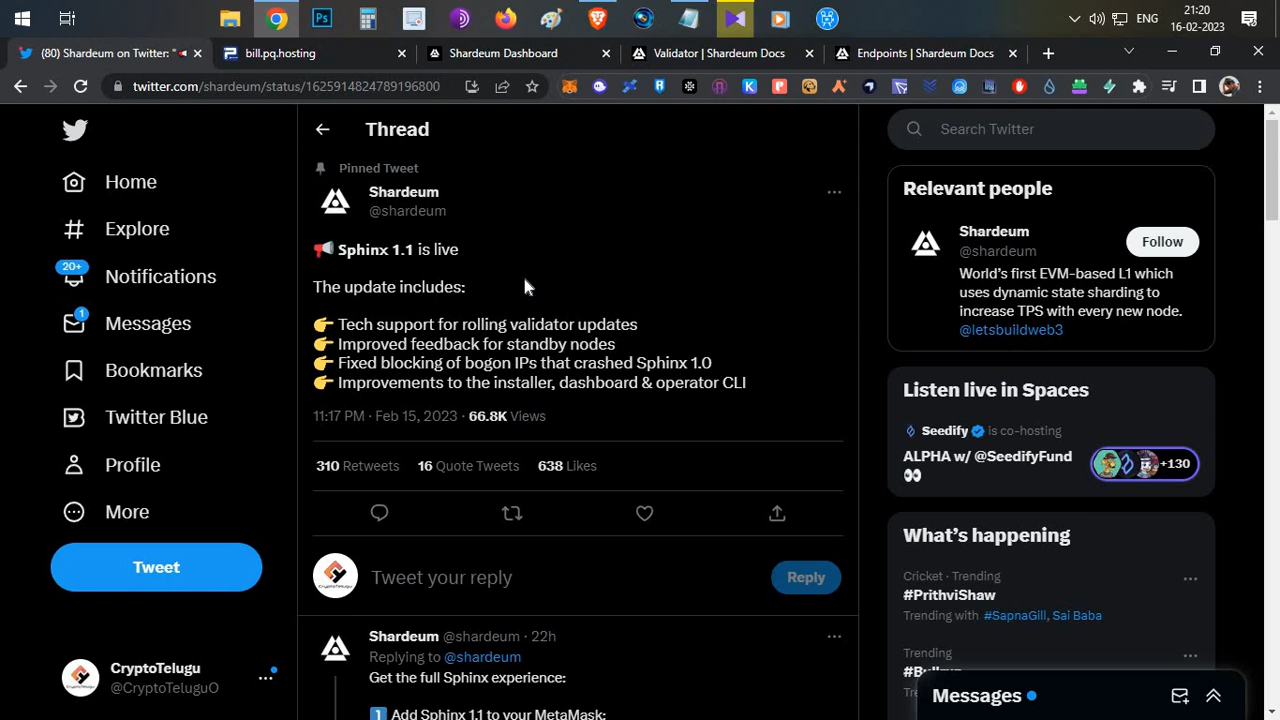 ENG
21:20
16-02-2023
(80) Shardeum on Twitter: "
bill.pq.hosting
Shardeum Dashboard
Validator | Shardeum Docs
Endpoints | Shardeum Docs
twitter.com/shardeum/status/1625914824789196800
Home
Explore
20+
Notifications
1
Messages
Bookmarks
Twitter Blue
Profile
More
Tweet
CryptoTelugu
@CryptoTeluguO
Thread
Pinned Tweet
Shardeum
@shardeum
Sphinx 1.1 is live
The update includes:
👉 Tech support for rolling validator updates
👉 Improved feedback for standby nodes
👉 Fixed blocking of bogon IPs that crashed Sphinx 1.0
👉 Improvements to the installer, dashboard & operator CLI
11:17 PM · Feb 15, 2023 · 66.8K Views
310 Retweets 16 Quote Tweets 638 Likes
Tweet your reply
Reply
Shardeum @shardeum · 22h
Replying to @shardeum
Get the full Sphinx experience:
1 Add Sphinx 1.1 to your MetaMask:
Search Twitter
Relevant people
Shardeum
@shardeum
Follow
World's first EVM-based L1 which
uses dynamic state sharding to
increase TPS with every new node.
@letsbuildweb3
Listen live in Spaces
Seedify is co-hosting
ALPHA w/ @SeedifyFund
+130
What's happening
Cricket · Trending
#PrithviShaw
Trending with #SapnaGill, Sai Baba
Trending
Messages